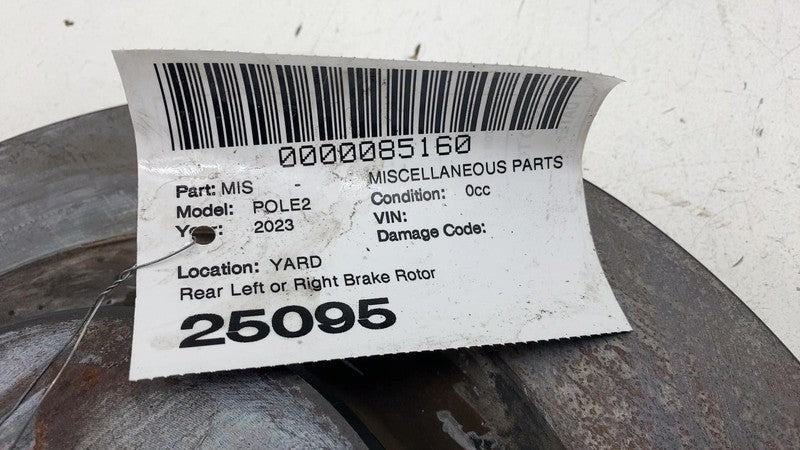 0000085160
Part: MIS - MISCELLANEOUS PARTS
Model: POLE2 Condition: 0cc
Year: 2023 VIN:
Damage Code:
Location: YARD
Rear Left or Right Brake Rotor
25095